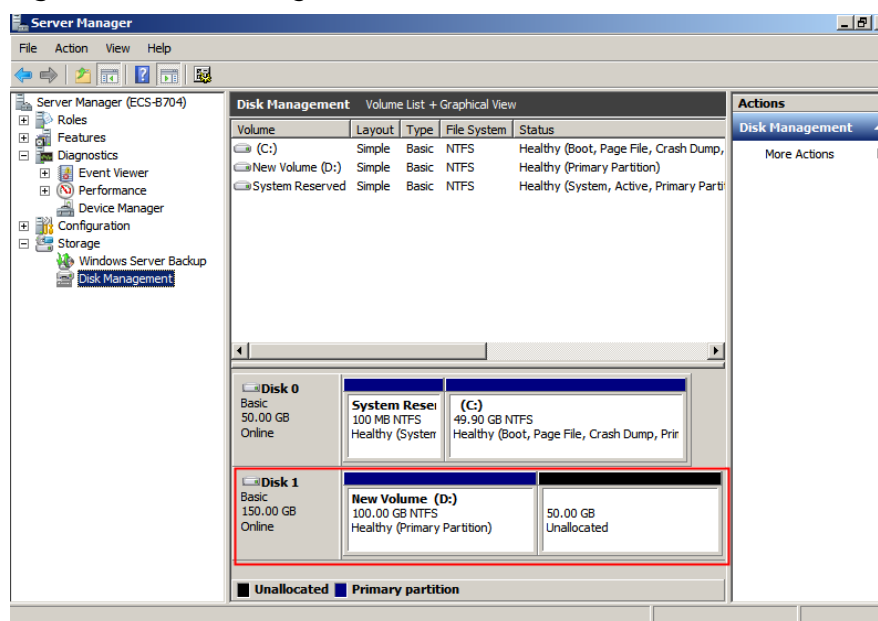 Server Manager
File Action View Help
Server Manager (ECS-B704)
Roles
Features
Diagnostics
Event Viewer
Performance
Device Manager
Configuration
Storage
Windows Server Backup
Disk Management
Disk Management Volume List + Graphical View
Volume Layout Type File System Status
(C:) Simple Basic NTFS Healthy (Boot, Page File, Crash Dump,
New Volume (D:) Simple Basic NTFS Healthy (Primary Partition)
System Reserved Simple Basic NTFS Healthy (System, Active, Primary Parti
Disk 0
Basic
50.00 GB
Online
System Reser
100 MB NTFS
Healthy (System
(C:)
49.90 GB NTFS
Healthy (Boot, Page File, Crash Dump, Prir
Disk 1
Basic
150.00 GB
Online
New Volume (D:)
100.00 GB NTFS
Healthy (Primary Partition)
50.00 GB
Unallocated
Unallocated Primary partition
Actions
Disk Management
More Actions